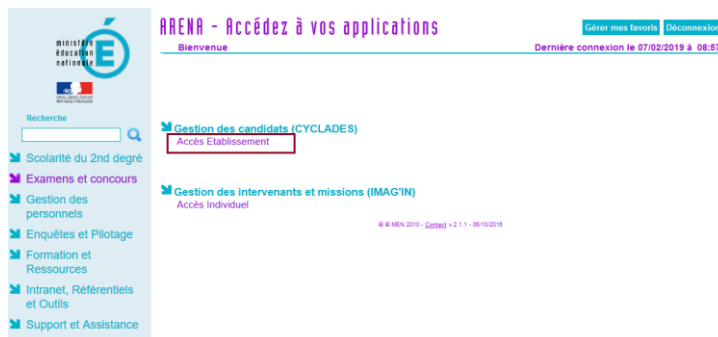 ministère
éducation
nationale
ARENA - Accédez à vos applications
Gérer mes favoris
Déconnexion
Bienvenue
Dernière connexion le 07/02/2019 à 08:57
Recherche
Scolarité du 2nd degré
Examens et concours
Gestion des
personnels
Enquêtes et Pilotage
Formation et
Ressources
Intranet, Référentiels
et Outils
Support et Assistance
Gestion des candidats (CYCLADES)
Accès Etablissement
Gestion des intervenants et missions (IMAG'IN)
Accès Individuel
© @ MEN 2010 - Contact v.2.1.1 - 06/10/2016